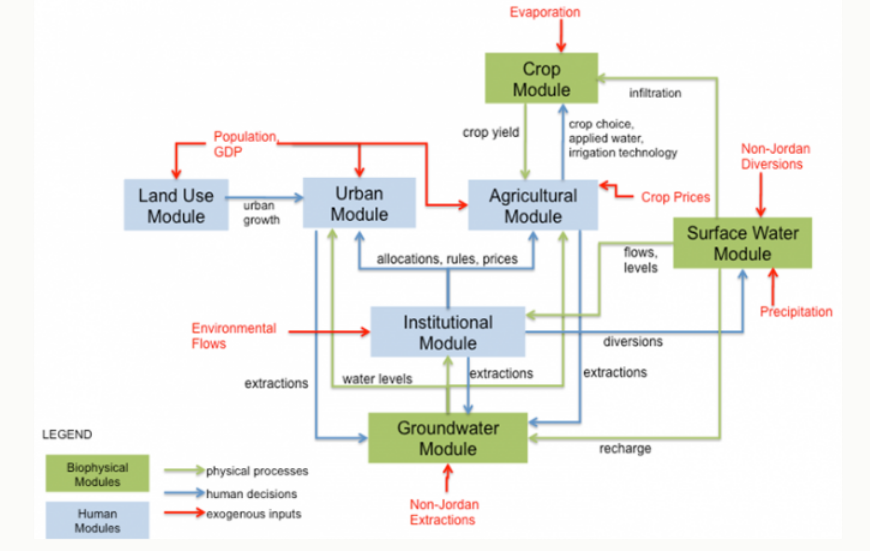 Evaporation
Crop
Module
infiltration
crop yield
crop choice,
applied water,
irrigation technology
Population,
GDP
Non-Jordan
Diversions
Land Use
Module
urban
growth
Urban
Module
Agricultural
Module
Crop Prices
Surface Water
Module
allocations, rules, prices
flows,
levels
Precipitation
Environmental
Flows
Institutional
Module
diversions
extractions
water levels
extractions
extractions
Groundwater
Module
recharge
Non-Jordan
Extractions
LEGEND
Biophysical
Modules
physical processes
human decisions
Human
Modules
exogenous inputs